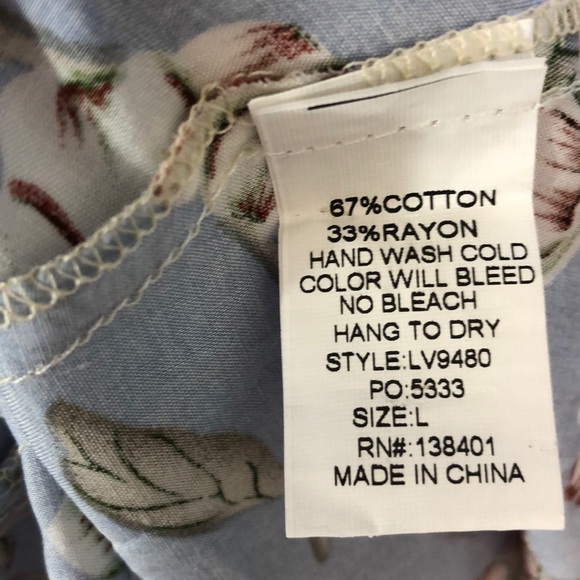 67%COTTON
33%RAYON
HAND WASH COLD
COLOR WILL BLEED
NO BLEACH
HANG TO DRY
STYLE:LV9480
PO:5333
SIZE:L
RN#:138401
MADE IN CHINA